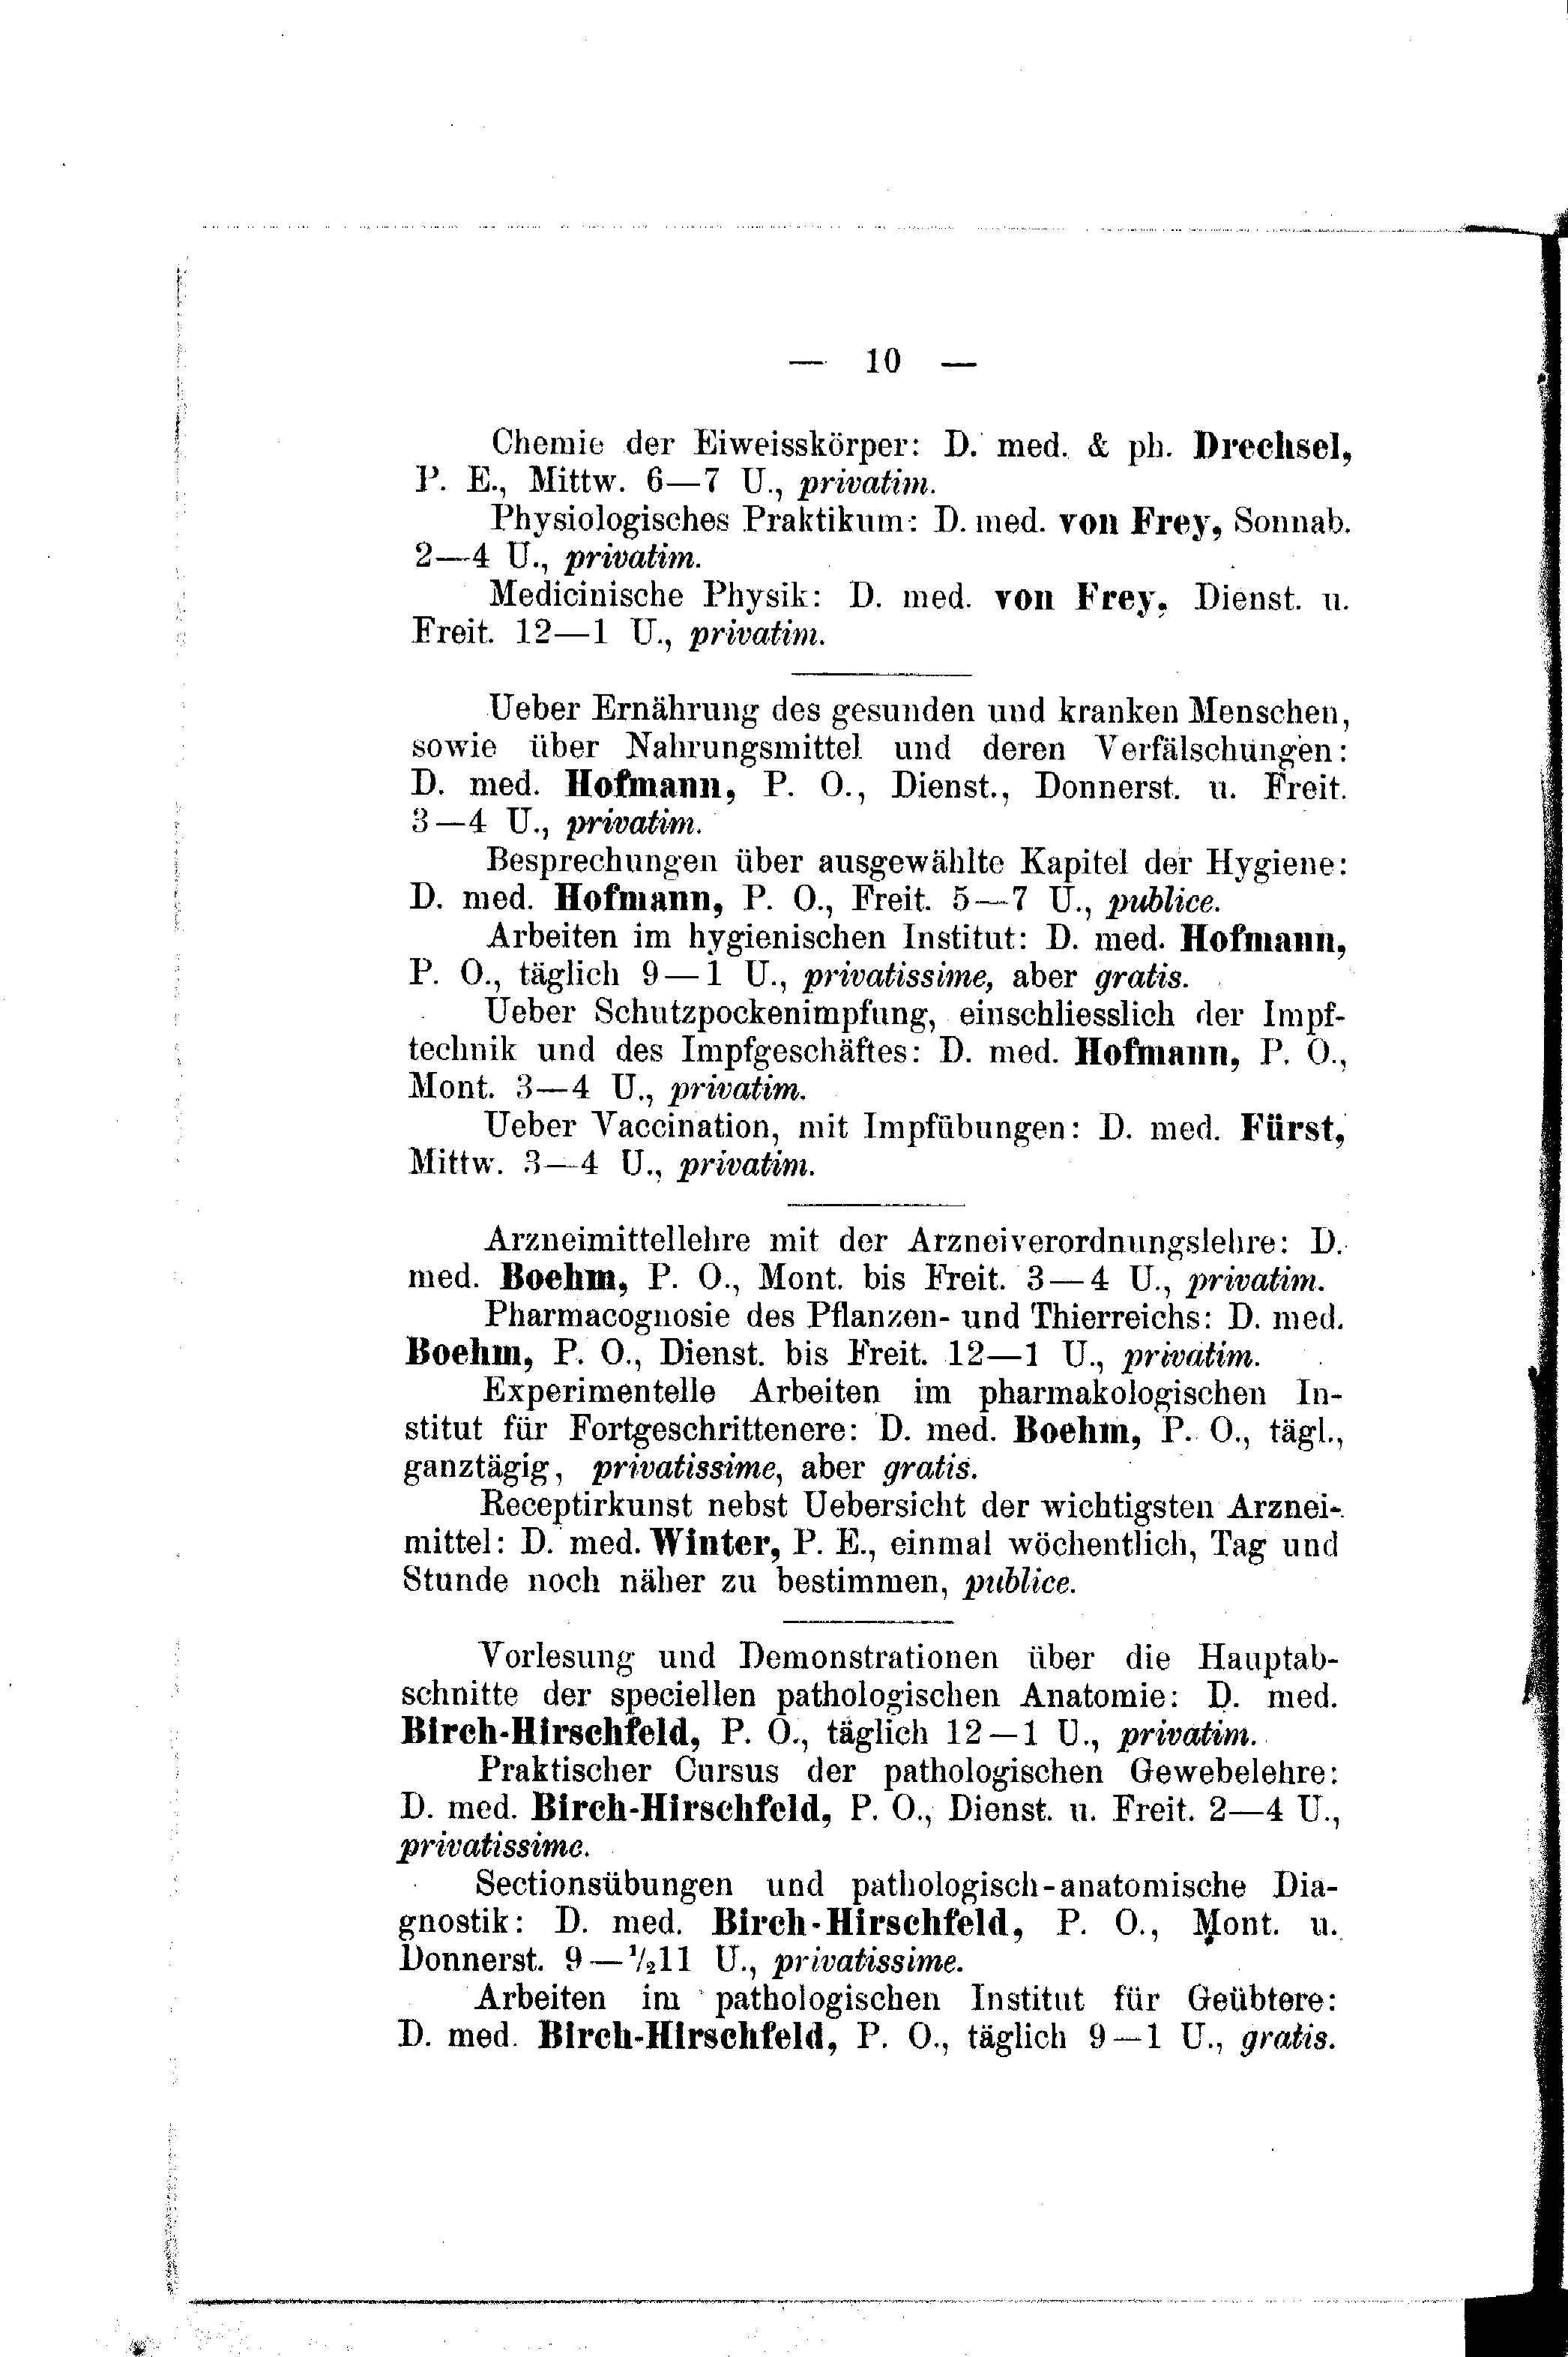 — 10 —
Chemie der Eiweisskörper: D. med. & ph. Drechsel,
P. E., Mittw. 6—7 U., privatim.
Physiologisches Praktikum: D. med. von Frey, Sonnab.
2—4 U., privatim.
Medicinische Physik: D. med. von Frey, Dienst. u.
Freit. 12—1 U., privatim.
Ueber Ernährung des gesunden und kranken Menschen,
sowie über Nahrungsmittel und deren Verfälschungen:
D. med. Hofmann, P. O., Dienst., Donnerst. u. Freit.
3—4 U., privatim.
Besprechungen über ausgewählte Kapitel der Hygiene:
D. med. Hofmann, P. O., Freit. 5—7 U., publice.
Arbeiten im hygienischen Institut: D. med. Hofmann,
P. O., täglich 9—1 U., privatissime, aber gratis.
Ueber Schutzpockenimpfung, einschliesslich der Impf-
technik und des Impfgeschäftes: D. med. Hofmann, P. O.,
Mont. 3—4 U., privatim.
Ueber Vaccination, mit Impfübungen: D. med. Fürst,
Mittw. 3—4 U., privatim.
Arzneimittellehre mit der Arzneiverordnungslehre: D.
med. Boehm, P. O., Mont. bis Freit. 3—4 U., privatim.
Pharmacognosie des Pflanzen- und Thierreichs: D. med.
Boehm, P. O., Dienst. bis Freit. 12—1 U., privatim.
Experimentelle Arbeiten im pharmakologischen In-
stitut für Fortgeschrittenere: D. med. Boehm, P. O., tägl.,
ganztägig, privatissime, aber gratis.
Receptirkunst nebst Uebersicht der wichtigsten Arznei-
mittel: D. med. Winter, P. E., einmal wöchentlich, Tag und
Stunde noch näher zu bestimmen, publice.
Vorlesung und Demonstrationen über die Hauptab-
schnitte der speciellen pathologischen Anatomie: D. med.
Birch-Hirschfeld, P. O., täglich 12—1 U., privatim.
Praktischer Cursus der pathologischen Gewebelehre:
D. med. Birch-Hirschfeld, P. O., Dienst. u. Freit. 2—4 U.,
privatissime.
Sectionsübungen und pathologisch-anatomische Dia-
gnostik: D. med. Birch-Hirschfeld, P. O., Mont. u.
Donnerst. 9—½11 U., privatissime.
Arbeiten im pathologischen Institut für Geübtere:
D. med. Birch-Hirschfeld, P. O., täglich 9—1 U., gratis.